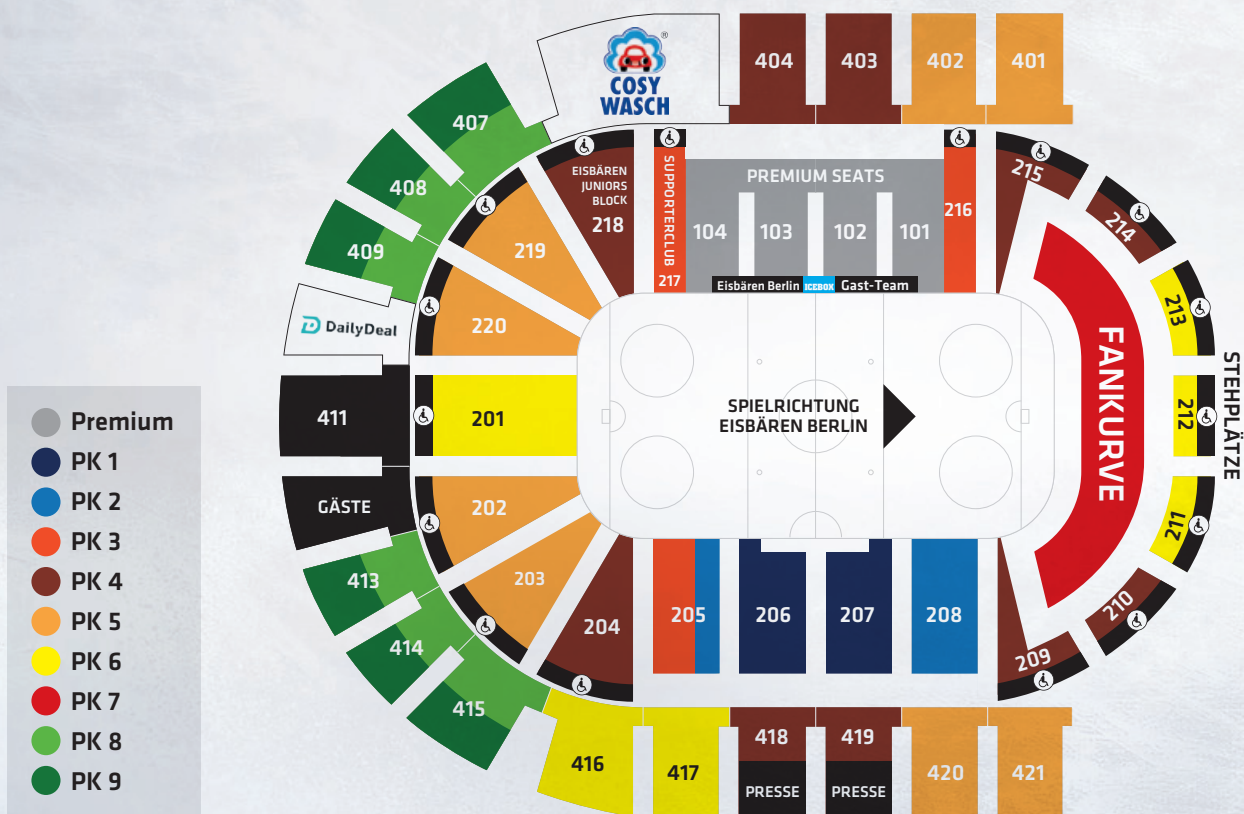 COSY
WASCH
®
404
403
402
401
407
408
409
DailyDeal
411
GÄSTE
413
414
415
416
417
418
PRESSE
419
PRESSE
420
421
EISBÄREN
JUNIORS
BLOCK
218
219
220
201
202
203
204
SUPPORTERCLUB
217
PREMIUM SEATS
104
103
102
101
216
Eisbären Berlin
ICEBOX
Gast-Team
215
214
213
212
211
210
209
FANKURVE
STEHPLÄTZE
SPIELRICHTUNG
EISBÄREN BERLIN
205
206
207
208
Premium
PK 1
PK 2
PK 3
PK 4
PK 5
PK 6
PK 7
PK 8
PK 9